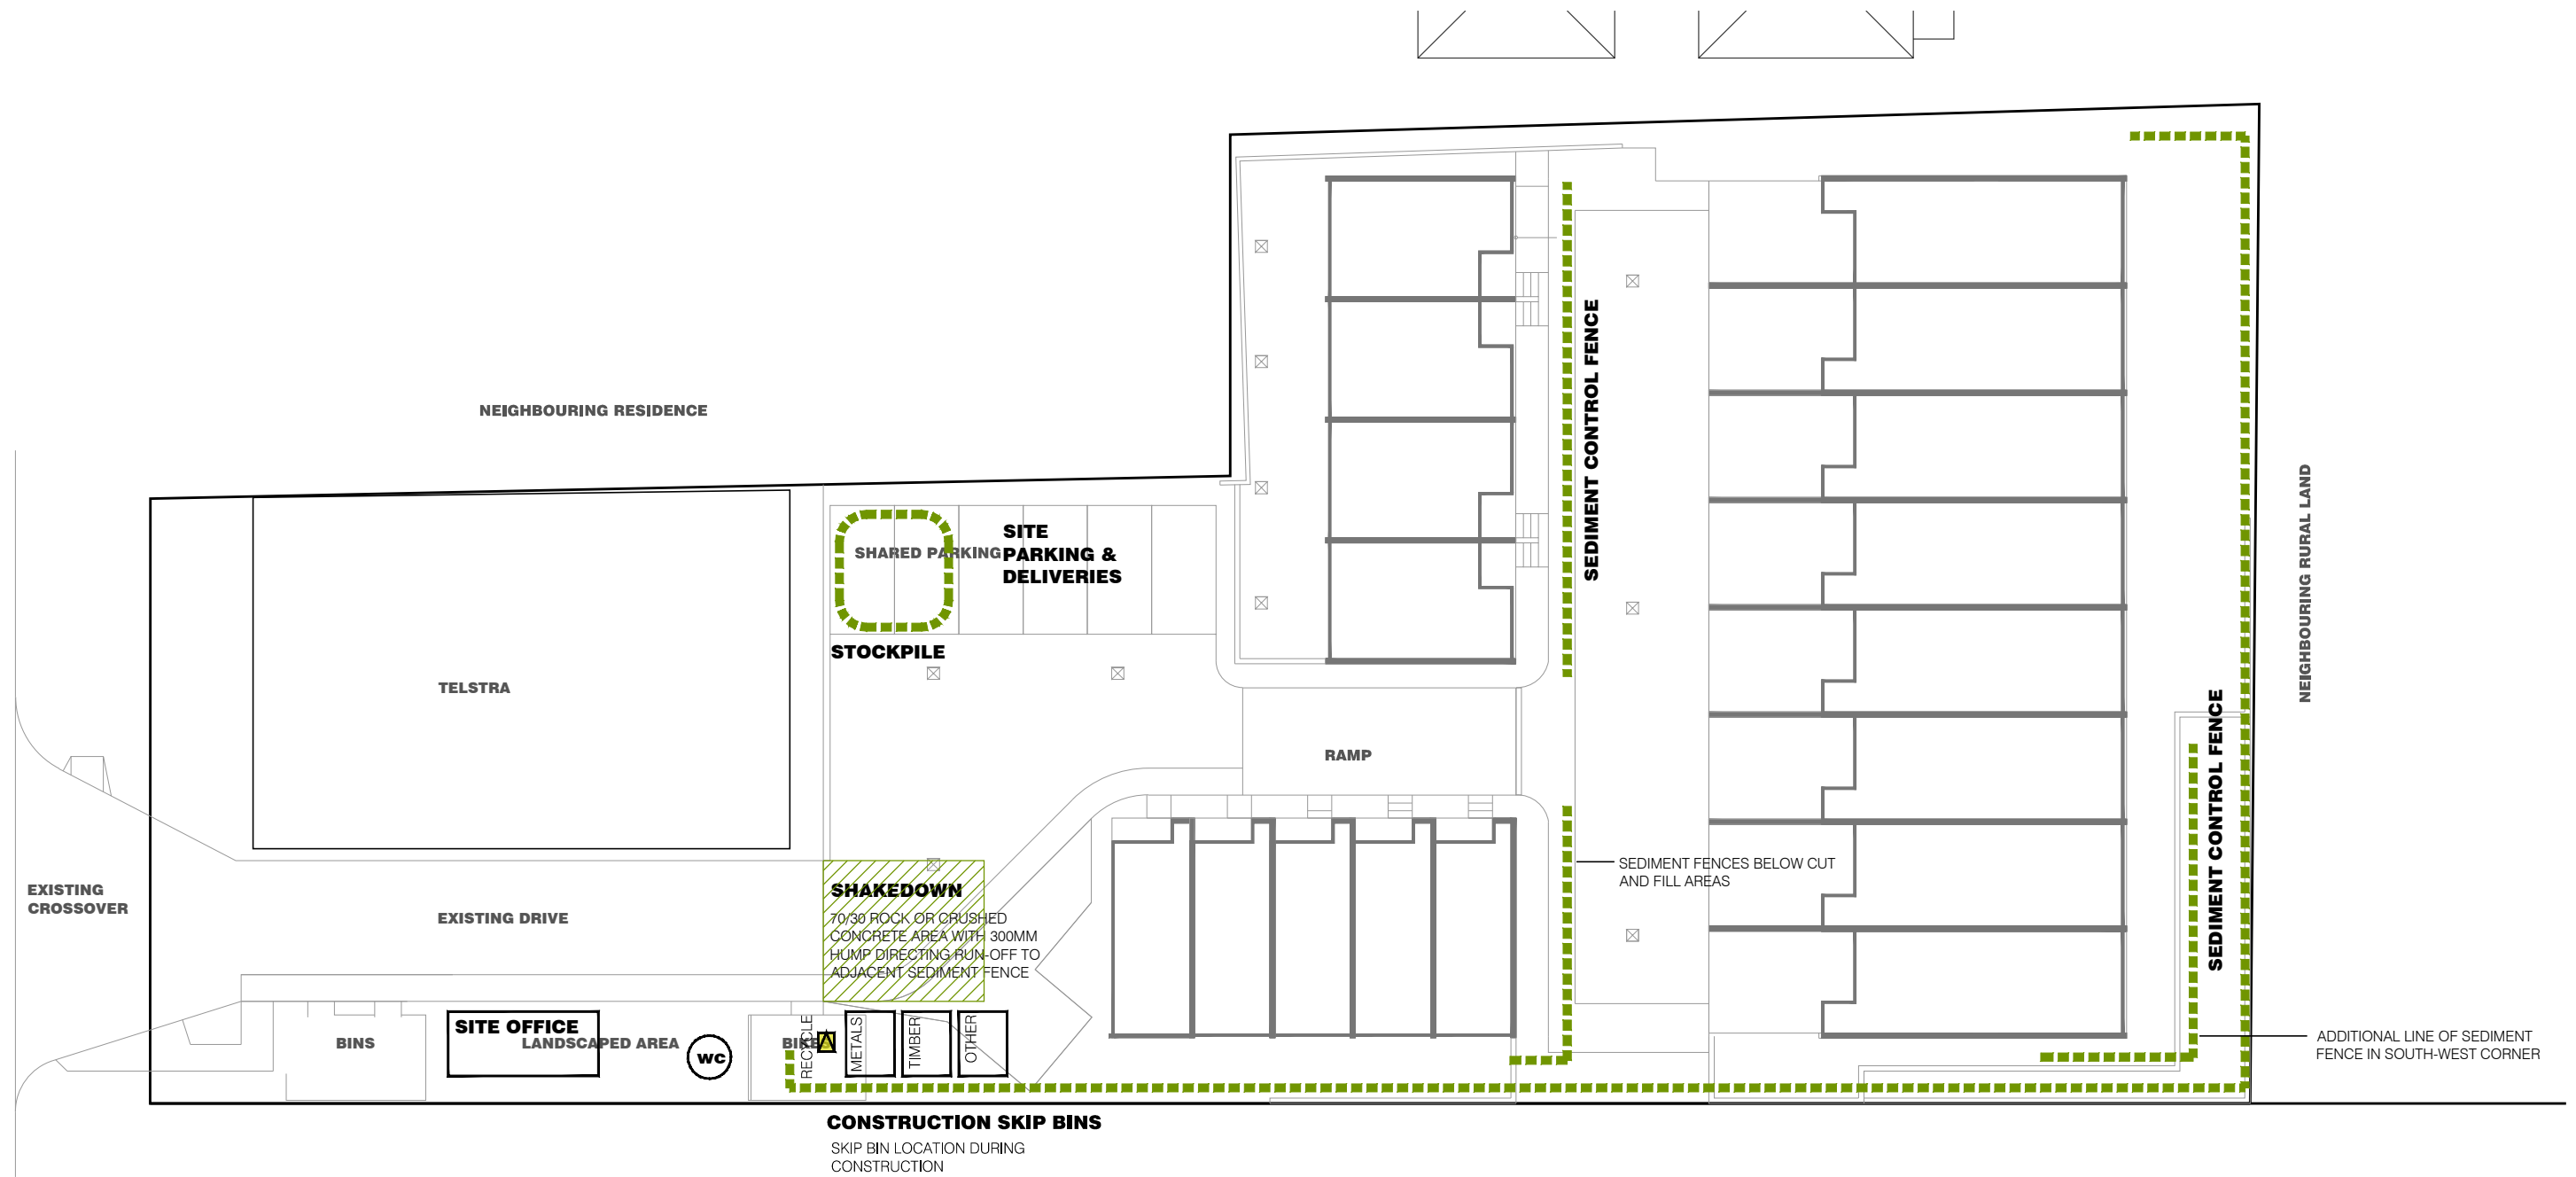 NEIGHBOURING RESIDENCE
SEDIMENT CONTROL FENCE
NEIGHBOURING RURAL LAND
SHARED PARKING
SITE
PARKING &
DELIVERIES
STOCKPILE
TELSTRA
RAMP
SEDIMENT CONTROL FENCE
SEDIMENT FENCES BELOW CUT
AND FILL AREAS
EXISTING
CROSSOVER
EXISTING DRIVE
SHAKEDOWN
70/30 ROCK OR CRUSHED
CONCRETE AREA WITH 300MM
HUMP DIRECTING RUN-OFF TO
ADJACENT SEDIMENT FENCE
BINS
SITE OFFICE
LANDSCAPED AREA
WC
RECYCLE
METALS
TIMBER
OTHER
ADDITIONAL LINE OF SEDIMENT
FENCE IN SOUTH-WEST CORNER
CONSTRUCTION SKIP BINS
SKIP BIN LOCATION DURING
CONSTRUCTION